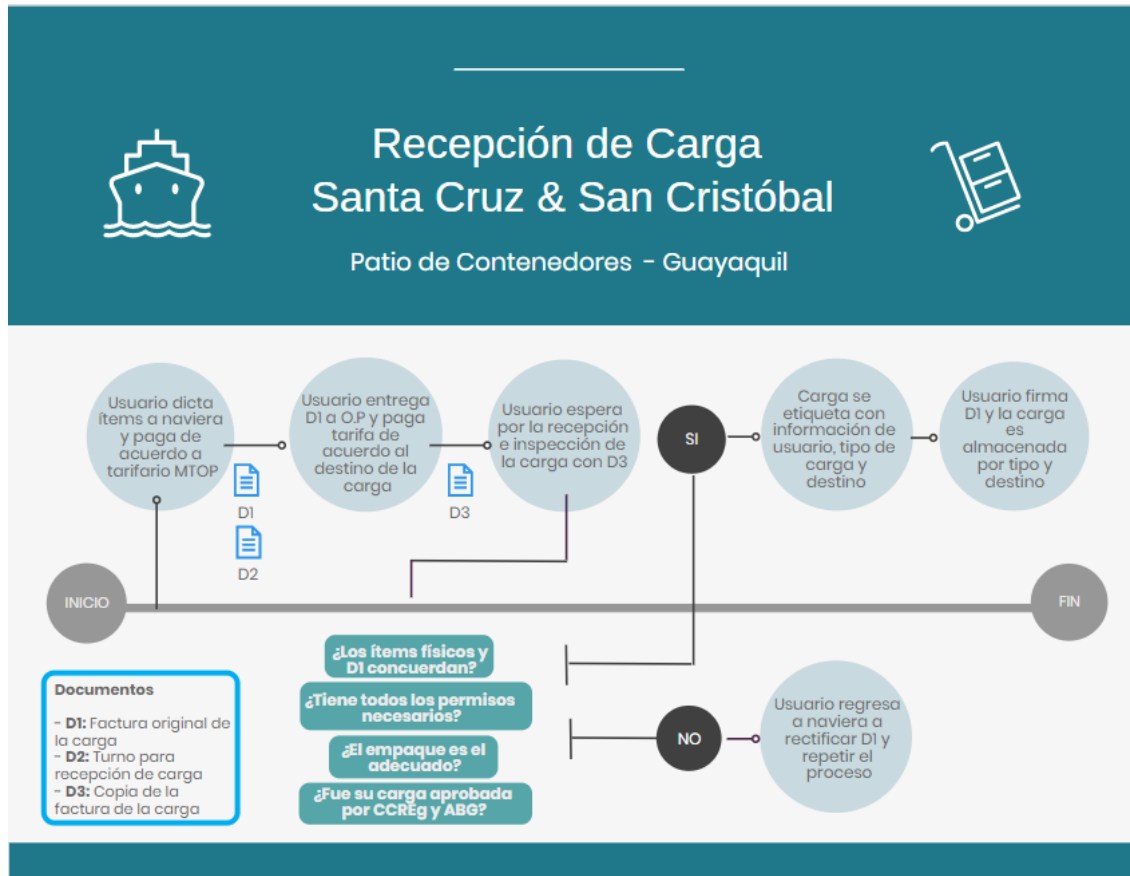 Recepción de Carga
Santa Cruz & San Cristóbal
Patio de Contenedores - Guayaquil
Usuario dicta
ítems a naviera
y paga de
acuerdo a
tarifario MTOP
D1
D2
Usuario entrega
D1 a O.P y paga
tarifa de
acuerdo al
destino de la
carga
D3
Usuario espera
por la recepción
e inspección de
la carga con D3
SI
Carga se
etiqueta con
información de
usuario, tipo de
carga y
destino
Usuario firma
D1 y la carga
es
almacenada
por tipo y
destino
INICIO
FIN
¿Los ítems físicos y
D1 concuerdan?
¿Tiene todos los permisos
necesarios?
¿El empaque es el
adecuado?
¿Fue su carga aprobada
por CCREg y ABG?
NO
Usuario regresa
a naviera a
rectificar D1 y
repetir el
proceso
Documentos
- D1: Factura original de
la carga
- D2: Turno para
recepción de carga
- D3: Copia de la
factura de la carga